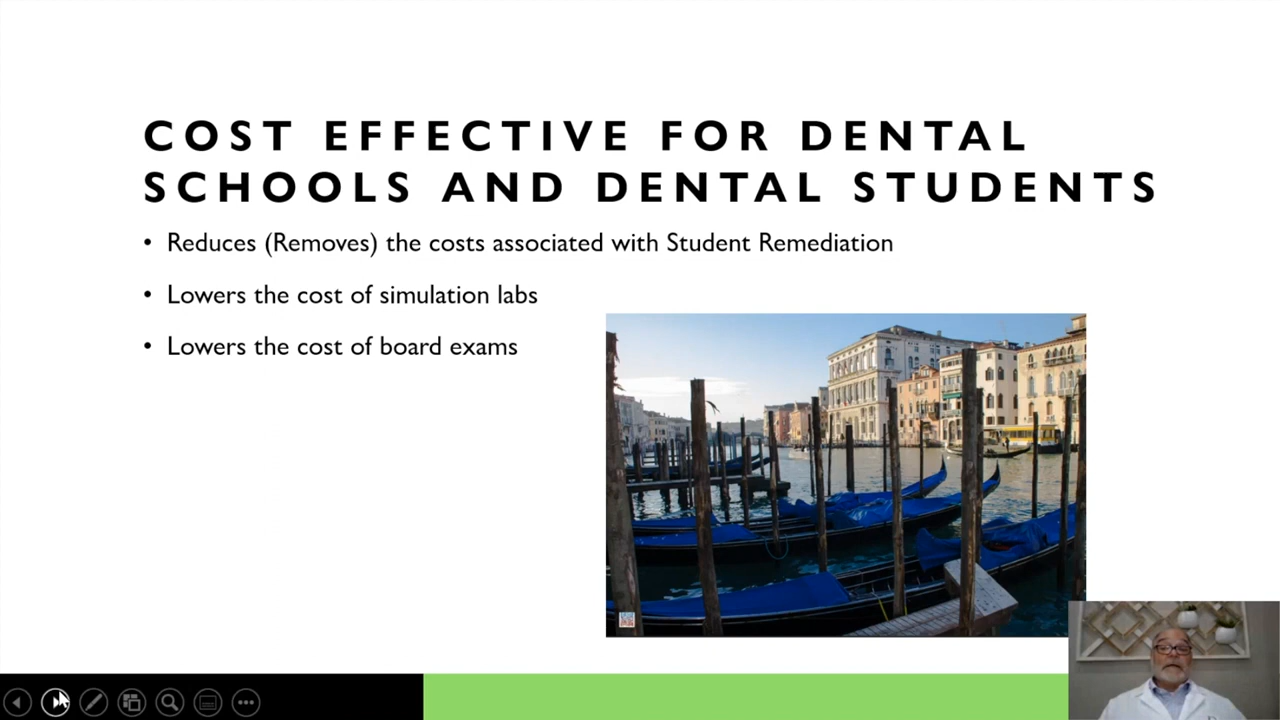 COST EFFECTIVE FOR DENTAL
SCHOOLS AND DENTAL STUDENTS
• Reduces (Removes) the costs associated with Student Remediation
• Lowers the cost of simulation labs
• Lowers the cost of board exams